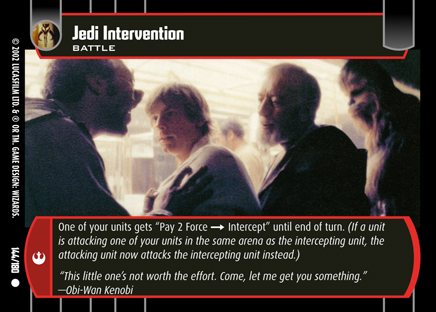 Jedi Intervention
BATTLE
One of your units gets "Pay 2 Force → Intercept" until end of turn. (If a unit
is attacking one of your units in the same arena as the intercepting unit, the
attacking unit now attacks the intercepting unit instead.)
"This little one's not worth the effort. Come, let me get you something."
—Obi-Wan Kenobi
© 2002 LUCASFILM LTD. & ® OR TM. GAME DESIGN: WIZARDS.
144/180